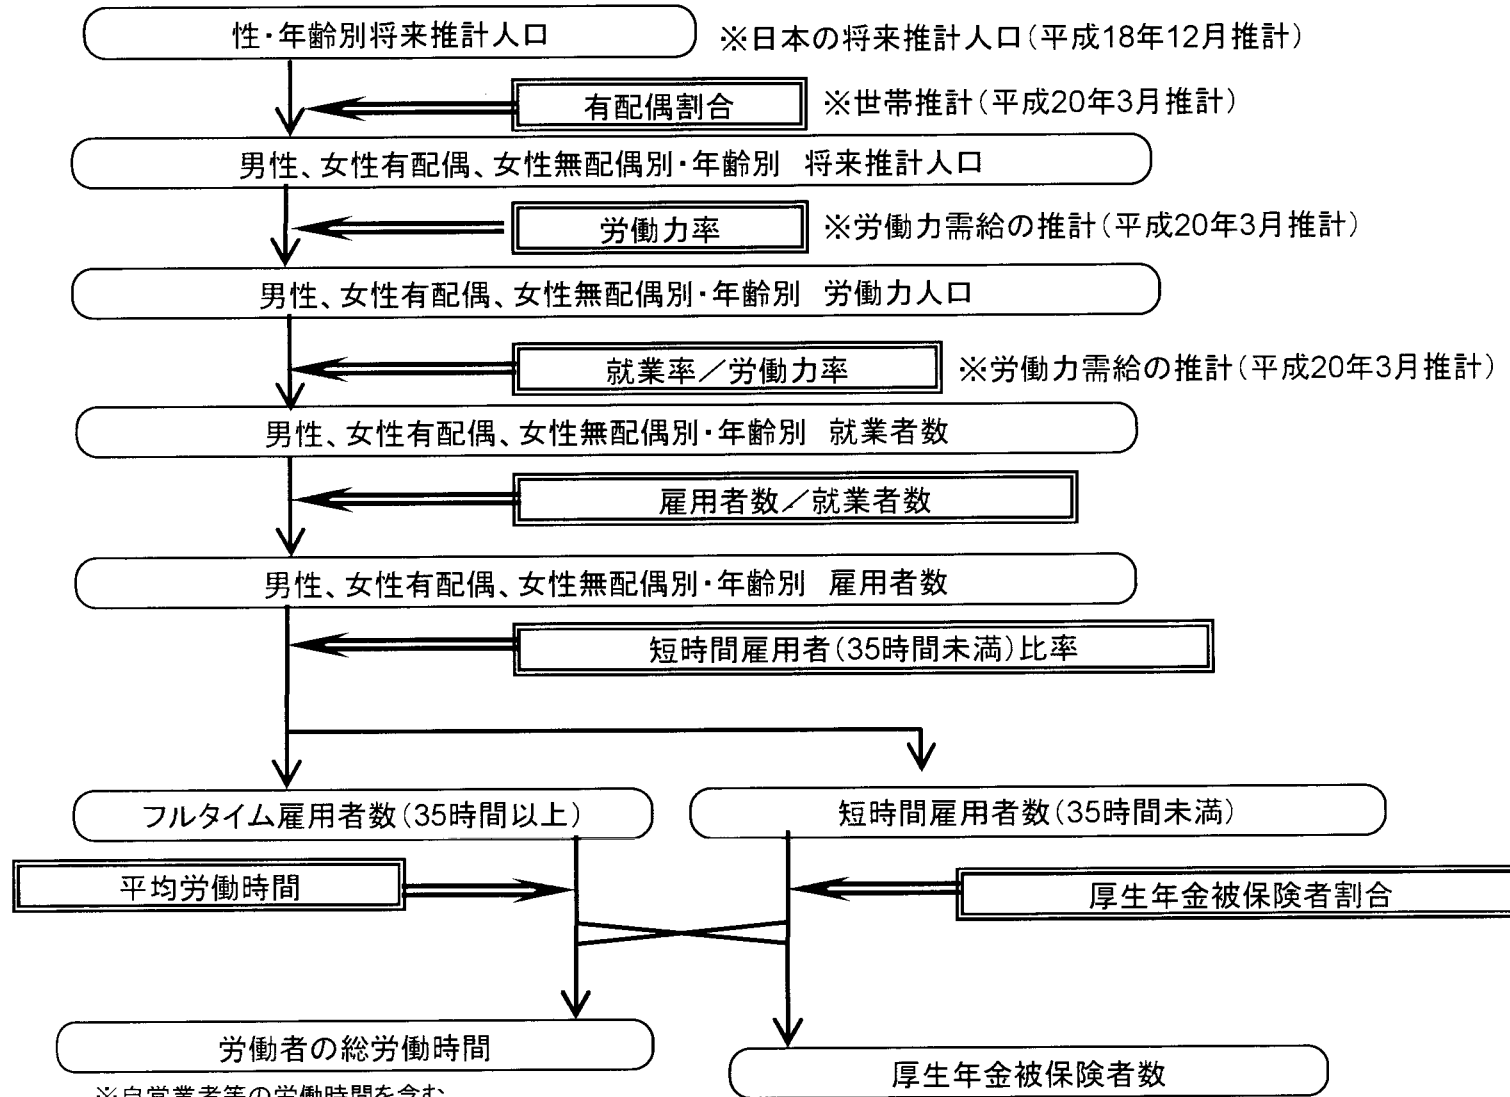 性・年齢別将来推計人口
※日本の将来推計人口(平成18年12月推計)
有配偶割合
※世帯推計(平成20年3月推計)
男性、女性有配偶、女性無配偶別・年齢別 将来推計人口
労働力率
※労働力需給の推計(平成20年3月推計)
男性、女性有配偶、女性無配偶別・年齢別 労働力人口
就業率／労働力率
※労働力需給の推計(平成20年3月推計)
男性、女性有配偶、女性無配偶別・年齢別 就業者数
雇用者数／就業者数
男性、女性有配偶、女性無配偶別・年齢別 雇用者数
短時間雇用者(35時間未満)比率
フルタイム雇用者数(35時間以上)
短時間雇用者数(35時間未満)
平均労働時間
厚生年金被保険者割合
労働者の総労働時間
厚生年金被保険者数
※自営業者等の労働時間を含む